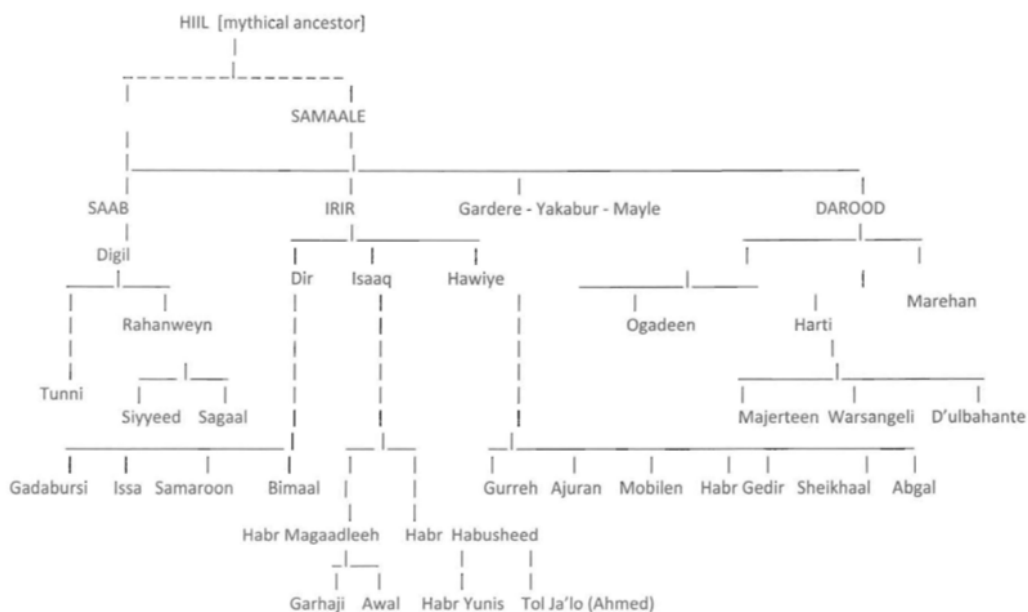 HIIL [mythical ancestor]
SAMAALE
SAAB IRIR Gardere - Yakabur - Mayle DAROOD
Digil
Dir Isaaq Hawiye
Marehan
Rahanweyn Ogadeen Harti
Tunni
Siyyeed Sagaal Majerteen Warsangeli D'ulbahante
Gadabursi Issa Samaroon Bimaal Gurreh Ajuran Mobilen Habr Gedir Sheikhaal Abgal
Habr Magaadleeh Habr Habusheed
Garhaji Awal Habr Yunis Tol Ja'lo (Ahmed)